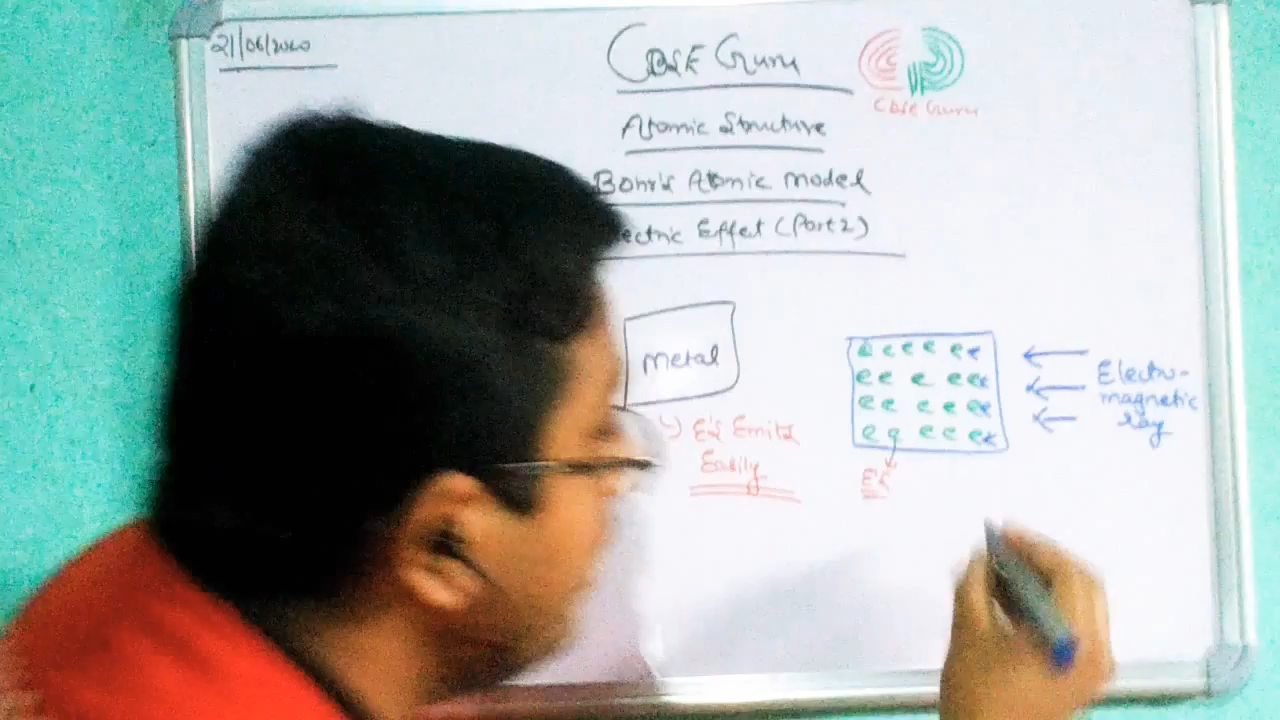 21/06/2020
CBSE Guru
CBSE Guru
Atomic Structure
Bohr's Atomic Model
ectric Effect (Part 2)
Metal
e e e e e e
e e e e e e
e e e e e e
e e e e e e
Electro-
magnetic
ray
↳ E's Emits
Easily